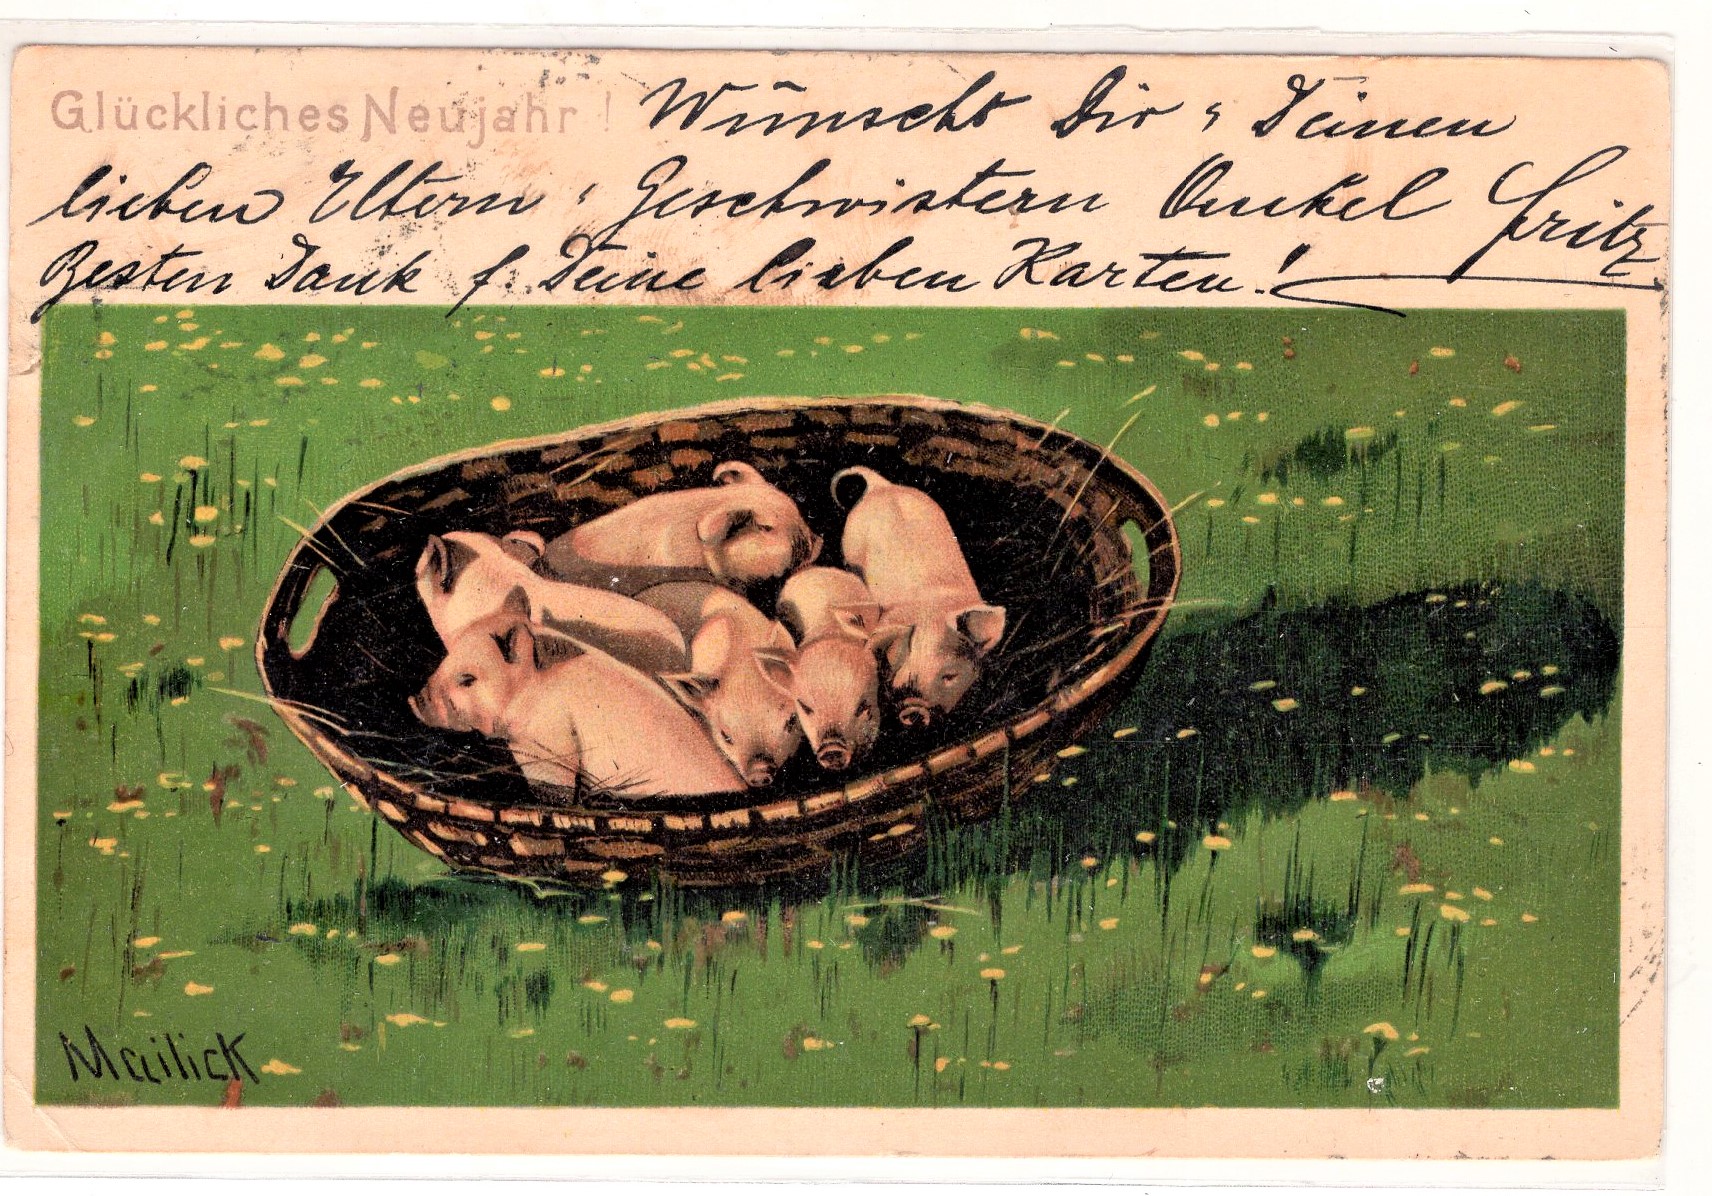 Glückliches Neujahr! Wünscht Dir, Deinen
lieben Eltern, Geschwistern Onkel Fritz
Besten Dank f. Deine lieben Karten!
Mailick